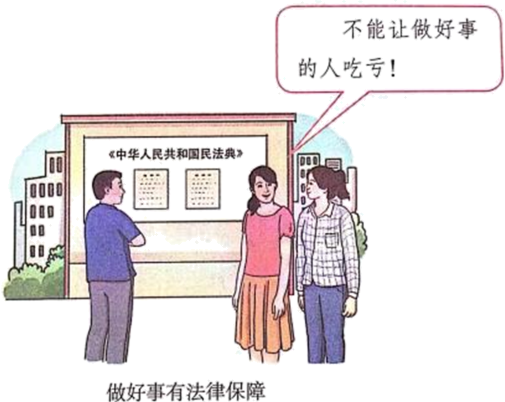 不能让做好事
的人吃亏！
《中华人民共和国民法典》
做好事有法律保障